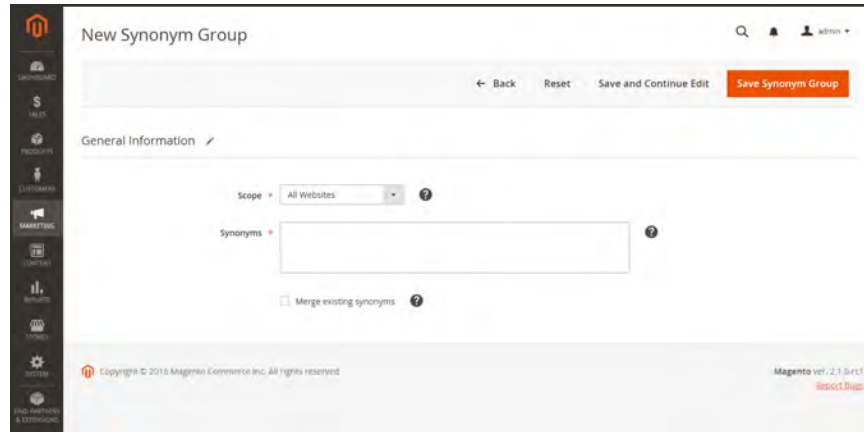 New Synonym Group
admin
← Back Reset Save and Continue Edit Save Synonym Group
General Information
Scope * All Websites ?
Synonyms * ?
Merge existing synonyms ?
DASHBOARD
$
SALES
PRODUCTS
CUSTOMERS
MARKETING
CONTENT
REPORTS
STORES
SYSTEM
FIND PARTNERS
& EXTENSIONS
Copyright © 2016 Magento Commerce Inc. All rights reserved
Magento ver. 2.1.0-rc1
Report Bugs